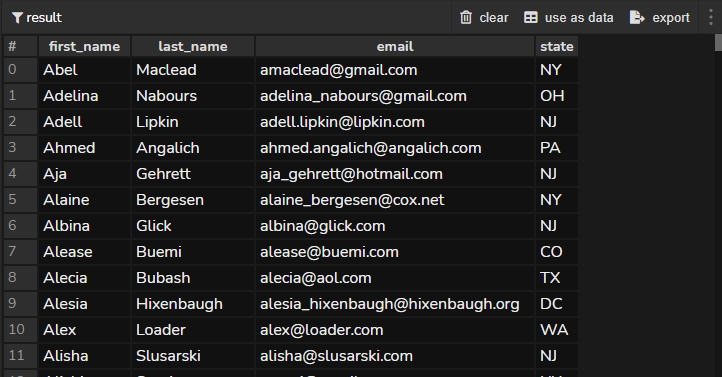 result clear use as data export
# first_name last_name email state
0 Abel Maclead amaclead@gmail.com NY
1 Adelina Nabours adelina_nabours@gmail.com OH
2 Adell Lipkin adell.lipkin@lipkin.com NJ
3 Ahmed Angalich ahmed.angalich@angalich.com PA
4 Aja Gehrett aja_gehrett@hotmail.com NJ
5 Alaine Bergesen alaine_bergesen@cox.net NY
6 Albina Glick albina@glick.com NJ
7 Alease Buemi alease@buemi.com CO
8 Alecia Bubash alecia@aol.com TX
9 Alesia Hixenbaugh alesia_hixenbaugh@hixenbaugh.org DC
10 Alex Loader alex@loader.com WA
11 Alisha Slusarski alisha@slusarski.com NJ